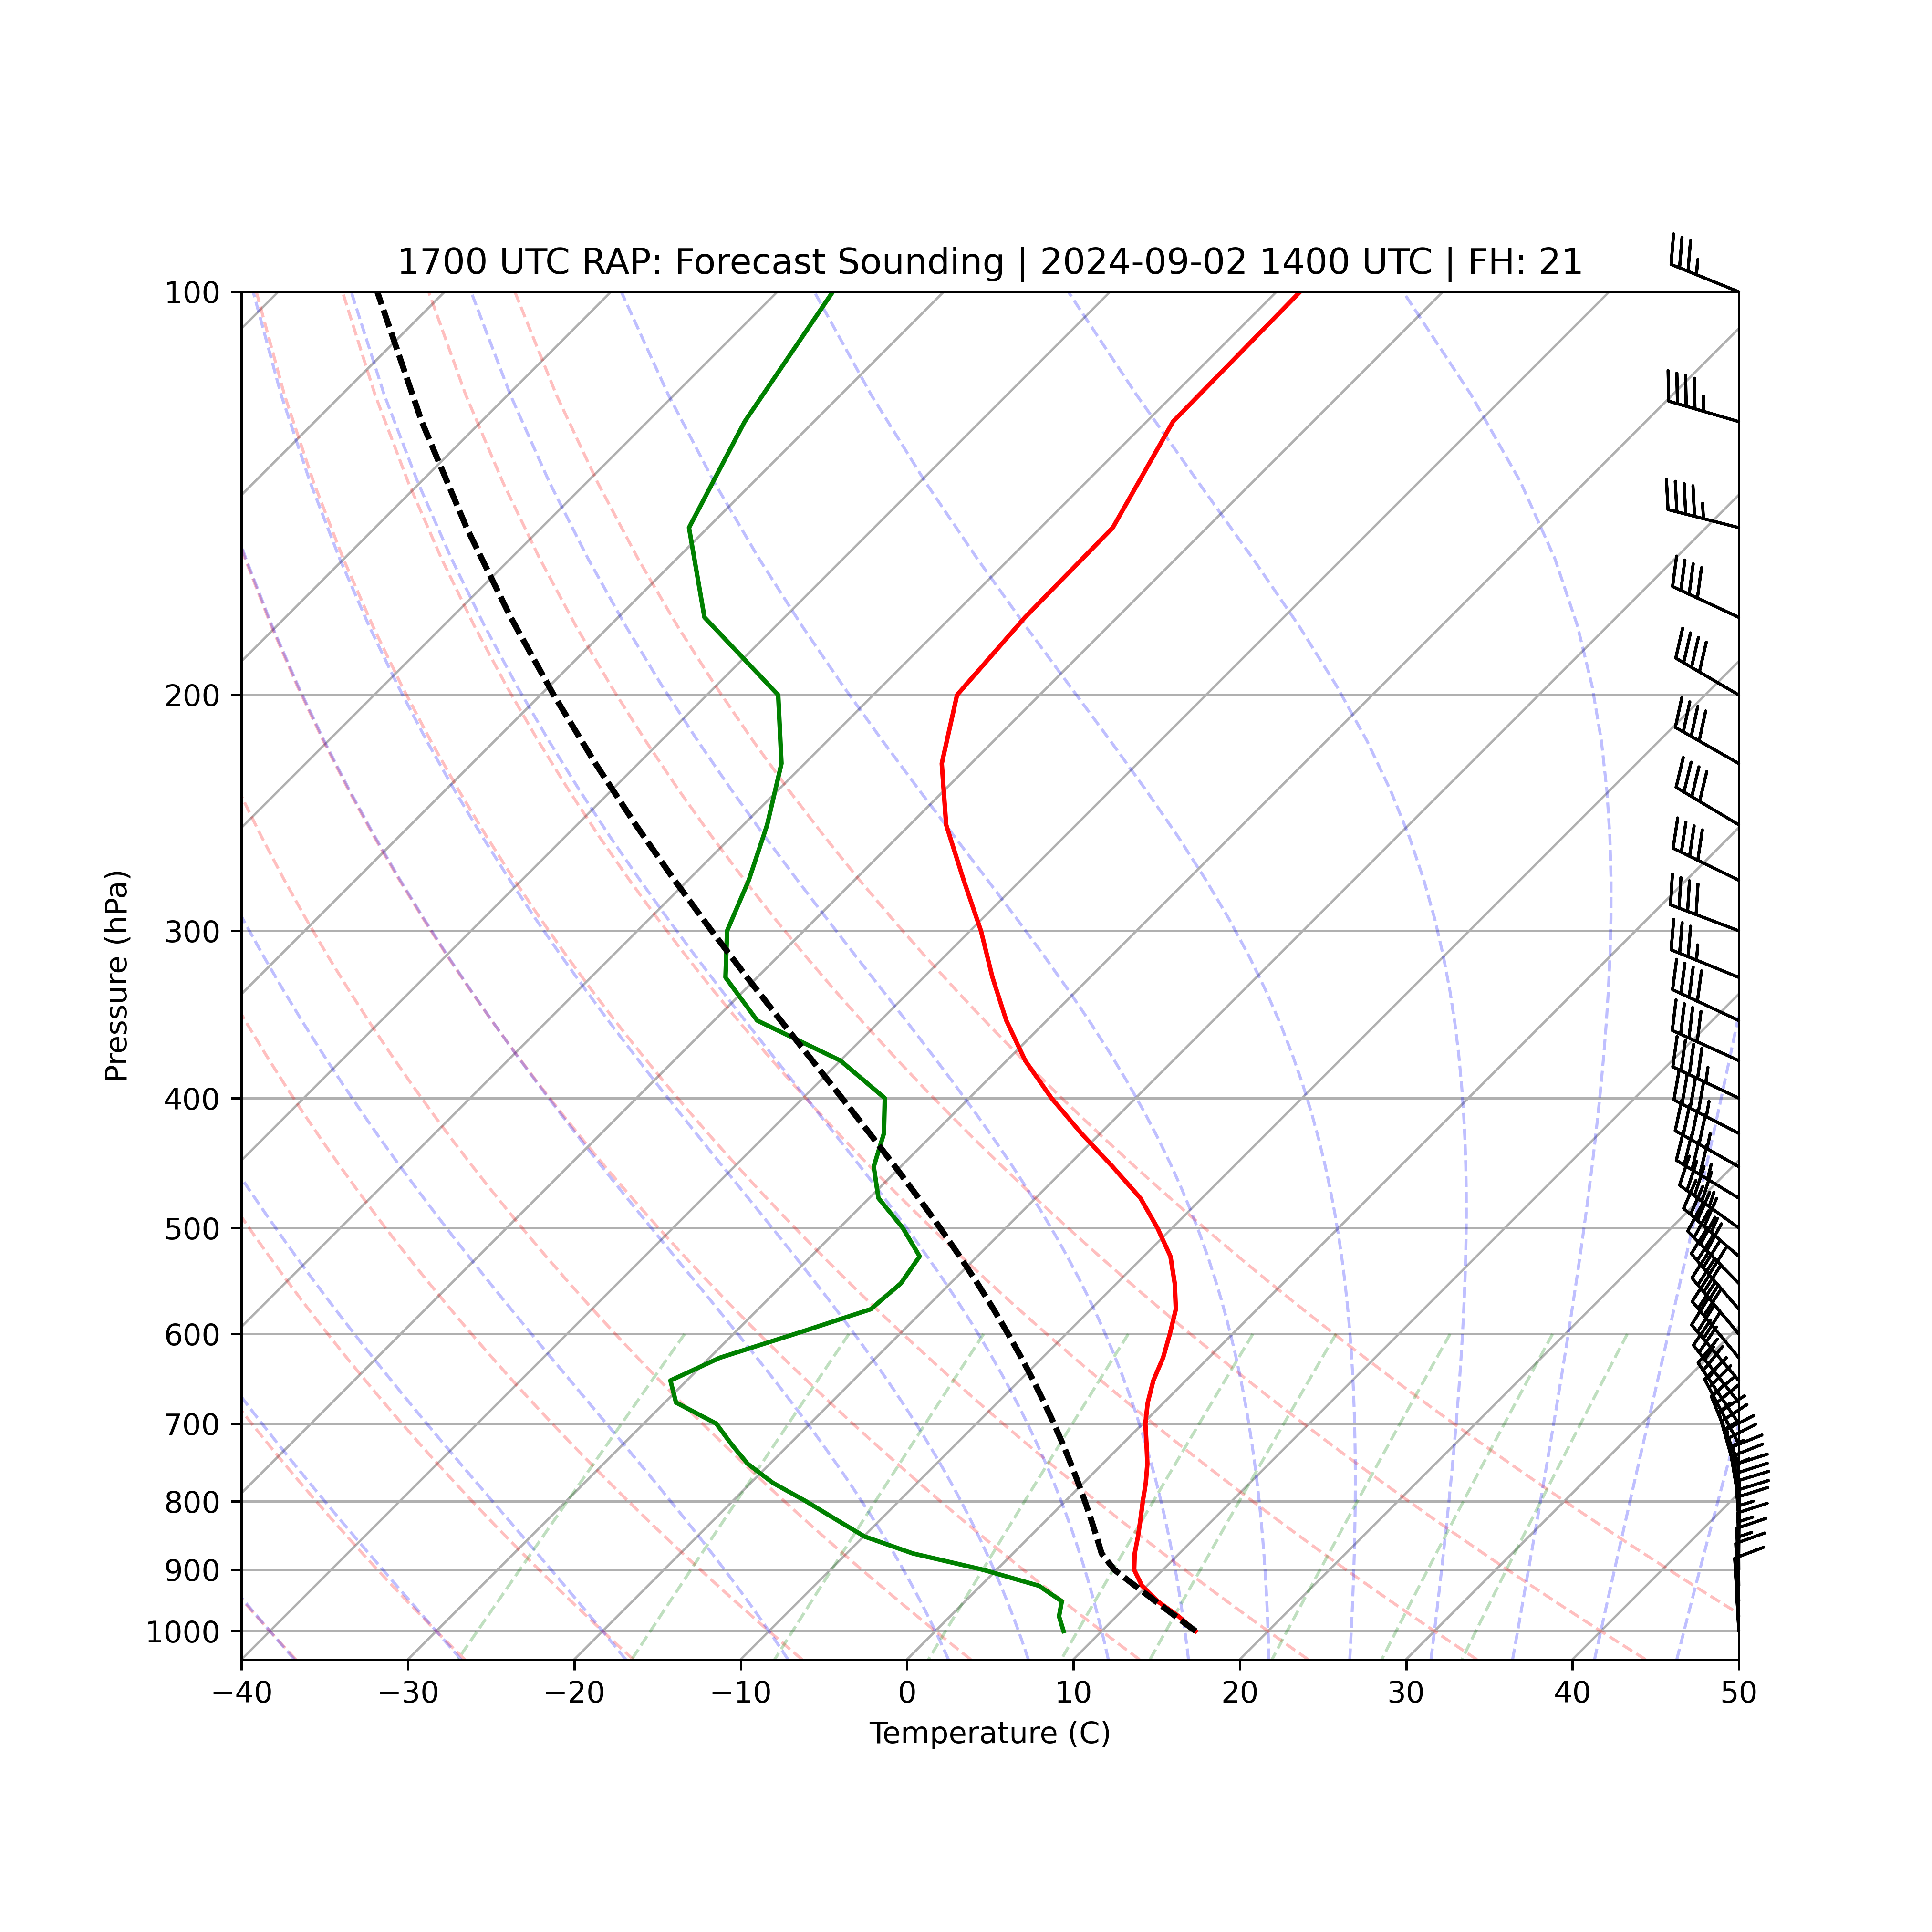 1700 UTC RAP: Forecast Sounding | 2024-09-02 1400 UTC | FH: 21
100
200
300
400
500
600
700
800
900
1000
Pressure (hPa)
−40 −30 −20 −10 0 10 20 30 40 50
Temperature (C)